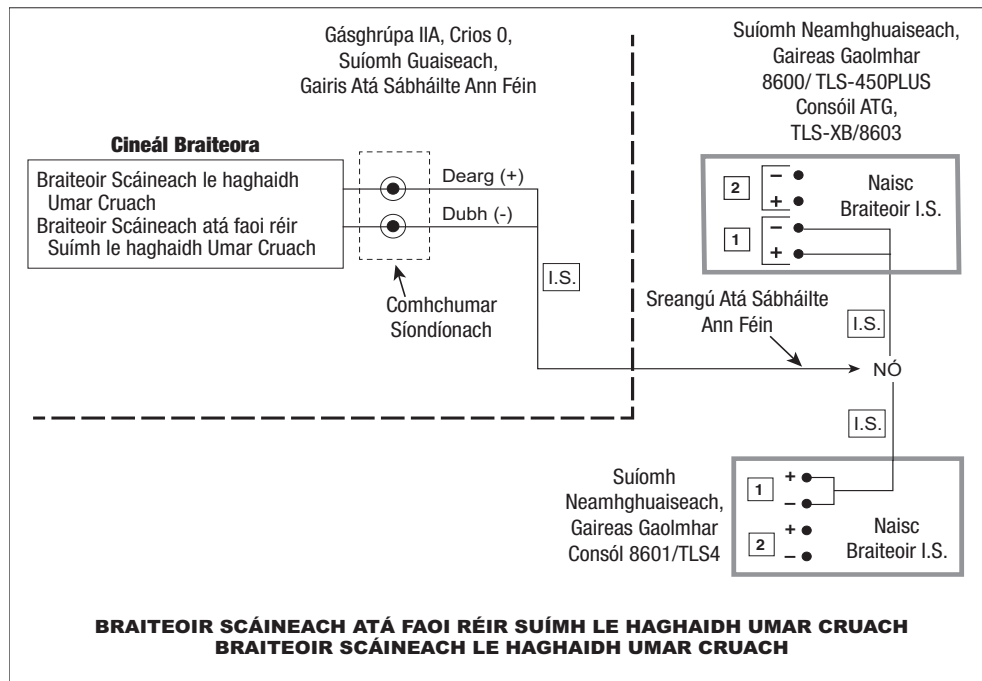 Gásghrúpa IIA, Crios 0,
Suíomh Guaiseach,
Gairis Atá Sábháilte Ann Féin
Suíomh Neamhghuaiseach,
Gaireas Gaolmhar
8600/ TLS-450PLUS
Consóil ATG,
TLS-XB/8603
Cineál Braiteora
Braiteoir Scáineach le haghaidh
Umar Cruach
Braiteoir Scáineach atá faoi réir
Suímh le haghaidh Umar Cruach
Dearg (+)
Dubh (-)
I.S.
Comhchumar
Síondíonach
2
–
+
1
–
+
Naisc
Braiteoir I.S.
Sreangú Atá Sábháilte
Ann Féin
I.S.
NÓ
I.S.
Suíomh
Neamhghuaiseach,
Gaireas Gaolmhar
Consól 8601/TLS4
1
+
–
2
+
–
Naisc
Braiteoir I.S.
BRAITEOIR SCÁINEACH ATÁ FAOI RÉIR SUÍMH LE HAGHAIDH UMAR CRUACH
BRAITEOIR SCÁINEACH LE HAGHAIDH UMAR CRUACH